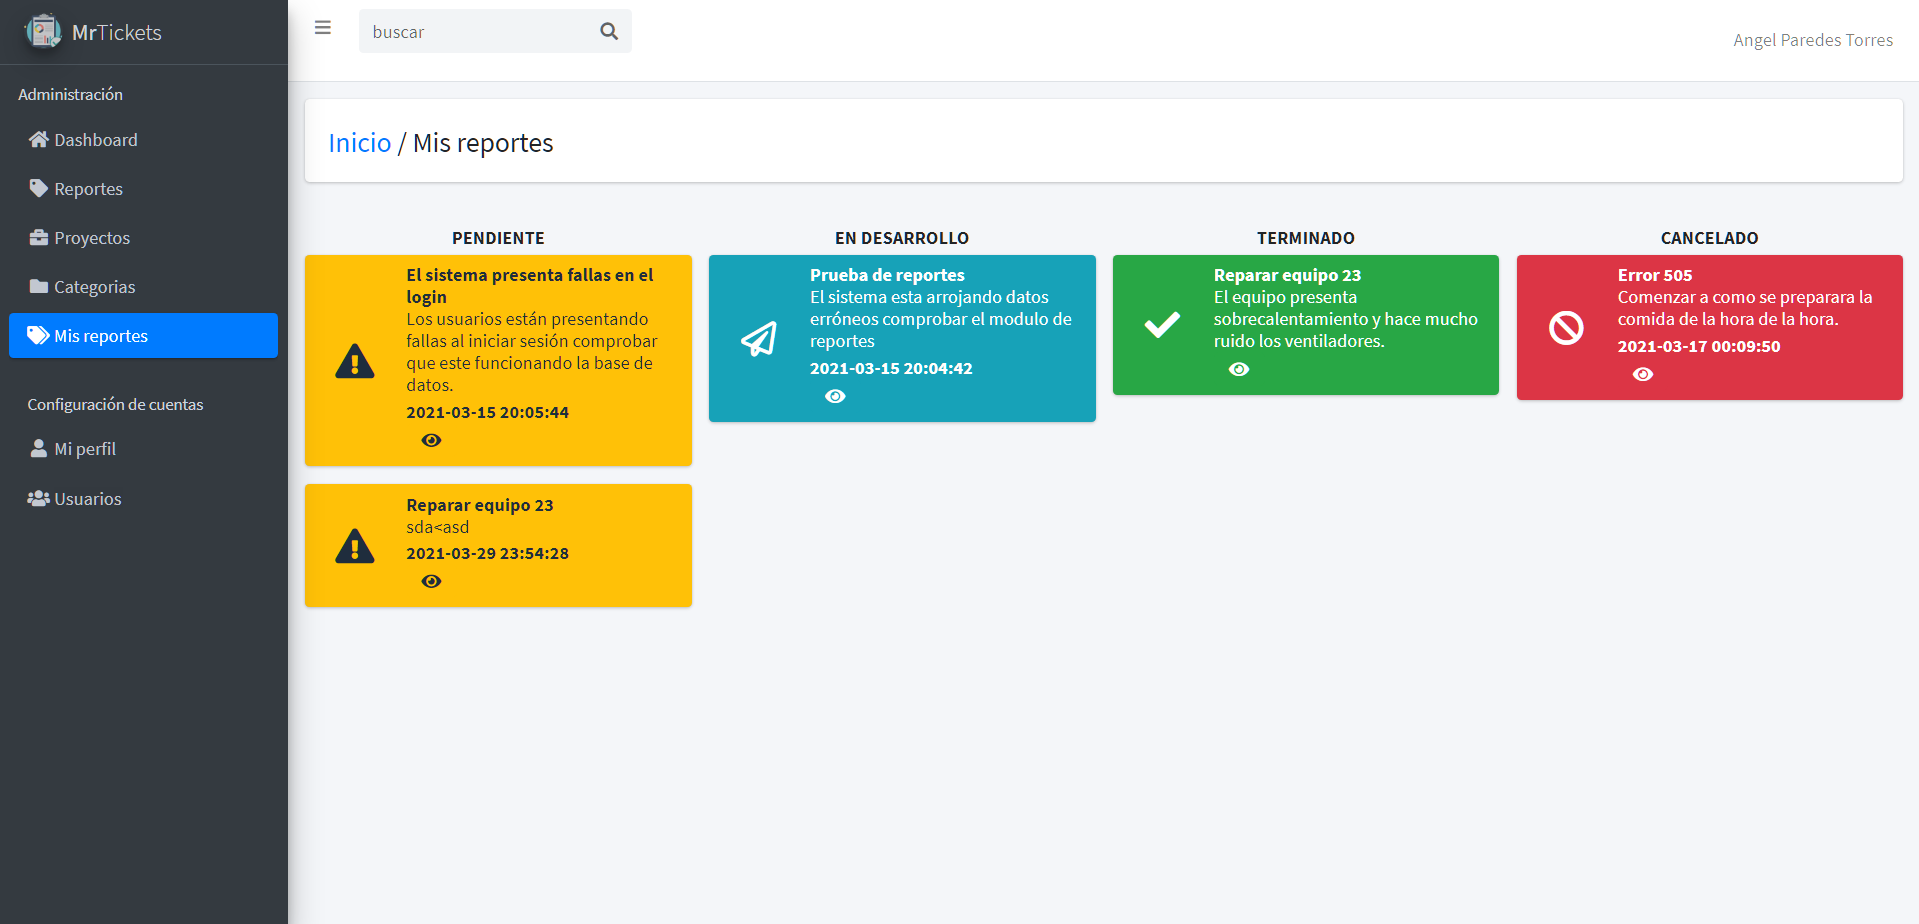 MrTickets
Administración
Dashboard
Reportes
Proyectos
Categorias
Mis reportes
Configuración de cuentas
Mi perfil
Usuarios
buscar
Angel Paredes Torres
Inicio / Mis reportes
PENDIENTE
El sistema presenta fallas en el
login
Los usuarios están presentando
fallas al iniciar sesión comprobar
que este funcionando la base de
datos.
2021-03-15 20:05:44
Reparar equipo 23
sda<asd
2021-03-29 23:54:28
EN DESARROLLO
Prueba de reportes
El sistema esta arrojando datos
erróneos comprobar el modulo de
reportes
2021-03-15 20:04:42
TERMINADO
Reparar equipo 23
El equipo presenta
sobrecalentamiento y hace mucho
ruido los ventiladores.
CANCELADO
Error 505
Comenzar a como se preparara la
comida de la hora de la hora.
2021-03-17 00:09:50